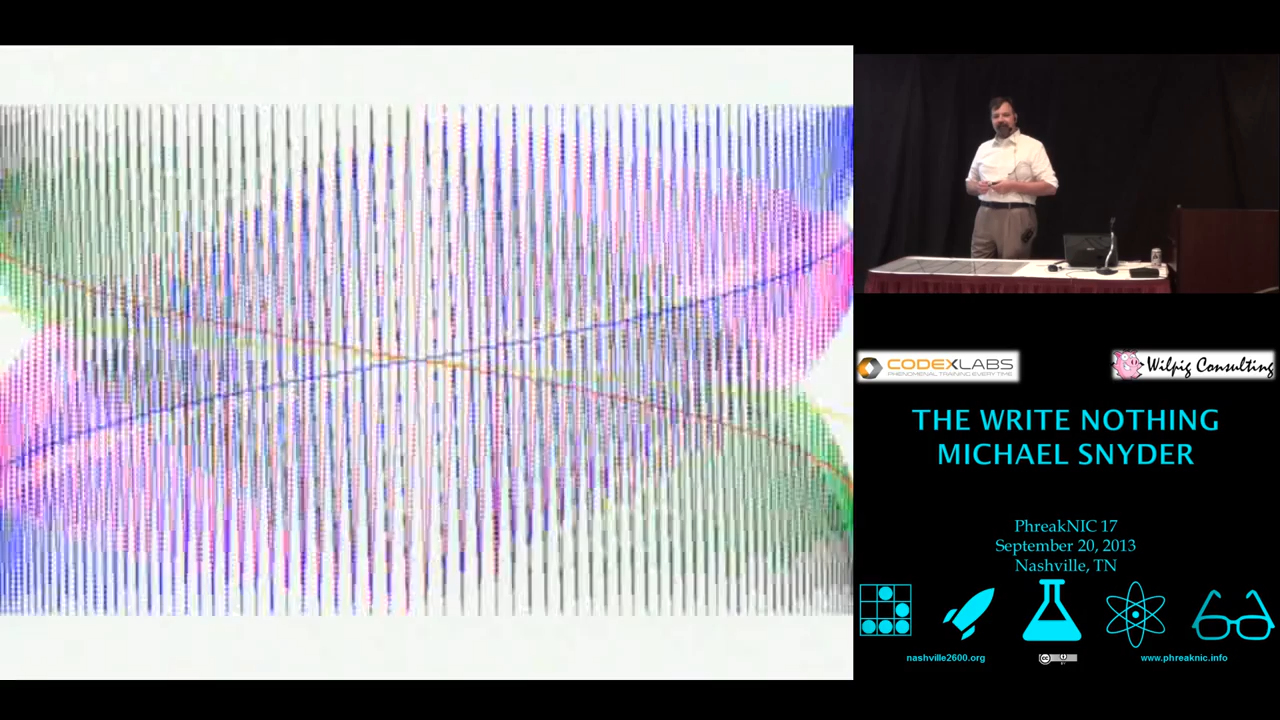 CODEXLABS
PHENOMENAL TRAINING EVERY TIME
Wilpig Consulting
THE WRITE NOTHING
MICHAEL SNYDER
PhreakNIC 17
September 20, 2013
Nashville, TN
nashville2600.org
cc
www.phreaknic.info